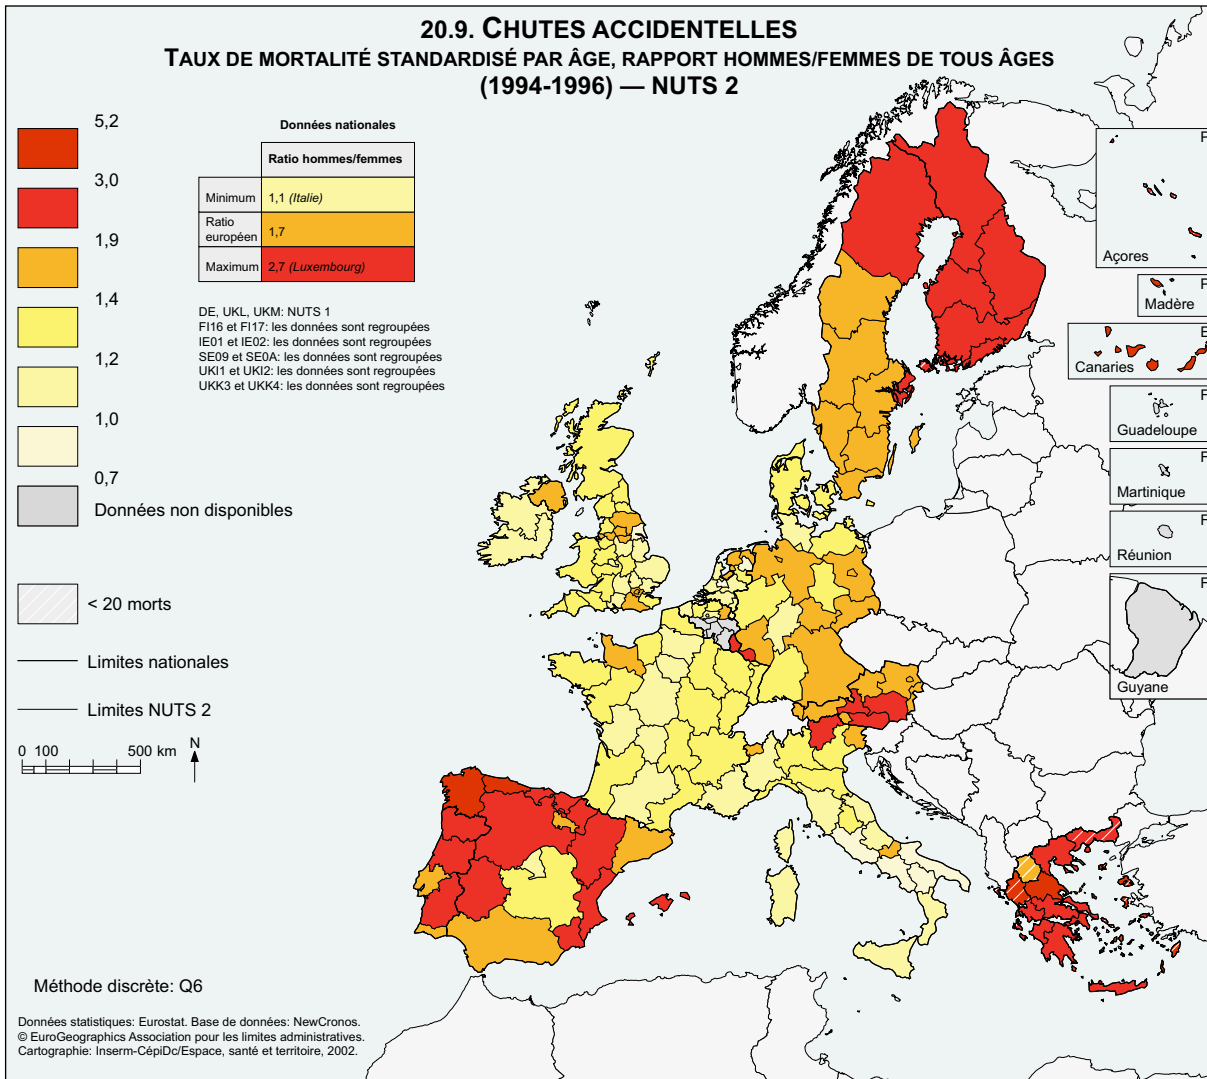 20.9. CHUTES ACCIDENTELLES
TAUX DE MORTALITÉ STANDARDISÉ PAR ÂGE, RAPPORT HOMMES/FEMMES DE TOUS ÂGES
(1994-1996) — NUTS 2
5,2
3,0
1,9
1,4
1,2
1,0
0,7
Données non disponibles
< 20 morts
Limites nationales
Limites NUTS 2
0 100 500 km
N
Données nationales
Ratio hommes/femmes
Minimum 1,1 (Italie)
Ratio
européen 1,7
Maximum 2,7 (Luxembourg)
DE, UKL, UKM: NUTS 1
FI16 et FI17: les données sont regroupées
IE01 et IE02: les données sont regroupées
SE09 et SE0A: les données sont regroupées
UKI1 et UKI2: les données sont regroupées
UKK3 et UKK4: les données sont regroupées
Açores
Madère
Canaries
Guadeloupe
Martinique
Réunion
Guyane
Méthode discrète: Q6
Données statistiques: Eurostat. Base de données: NewCronos.
© EuroGeographics Association pour les limites administratives.
Cartographie: Inserm-CépiDc/Espace, santé et territoire, 2002.